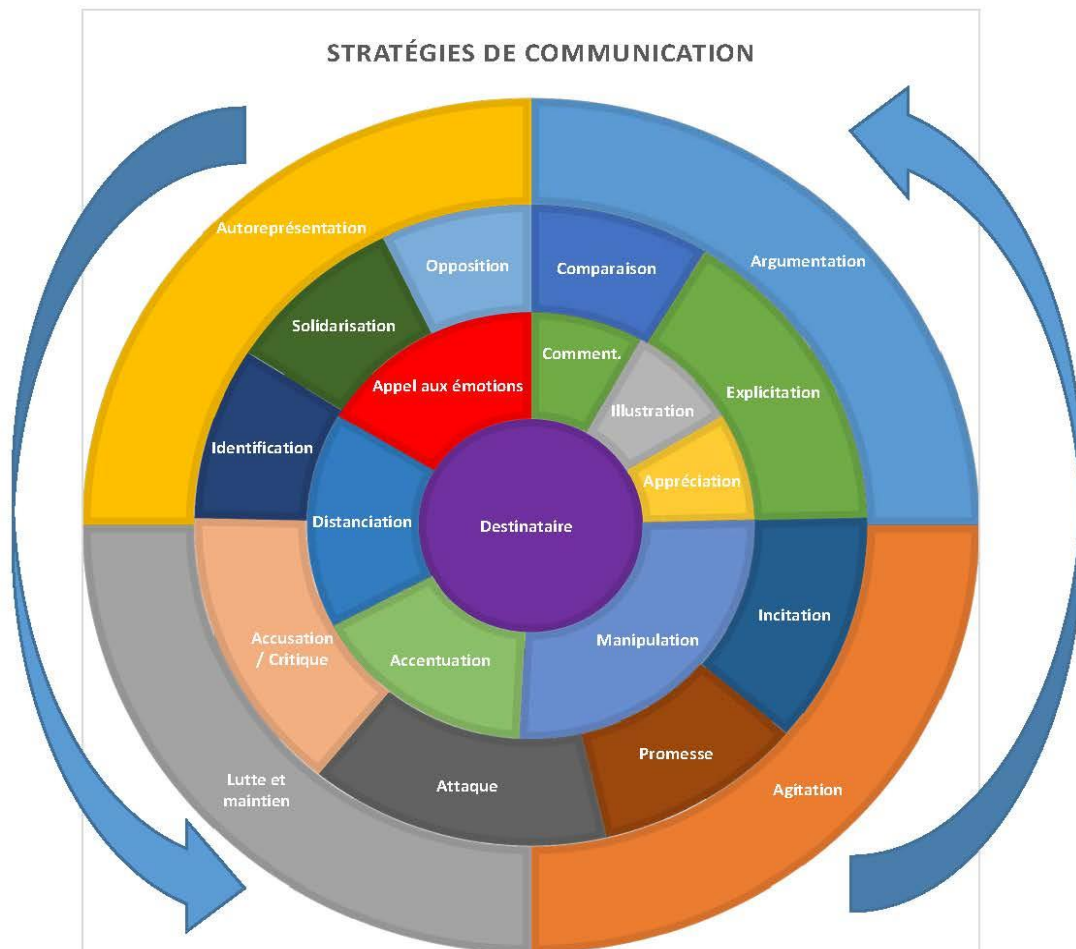 STRATÉGIES DE COMMUNICATION
Autoreprésentation
Argumentation
Opposition
Comparaison
Solidarisation
Comment.
Appel aux émotions
Illustration
Explicitation
Identification
Appréciation
Distanciation
Destinataire
Incitation
Manipulation
Accusation
/ Critique
Accentuation
Promesse
Attaque
Lutte et
maintien
Agitation